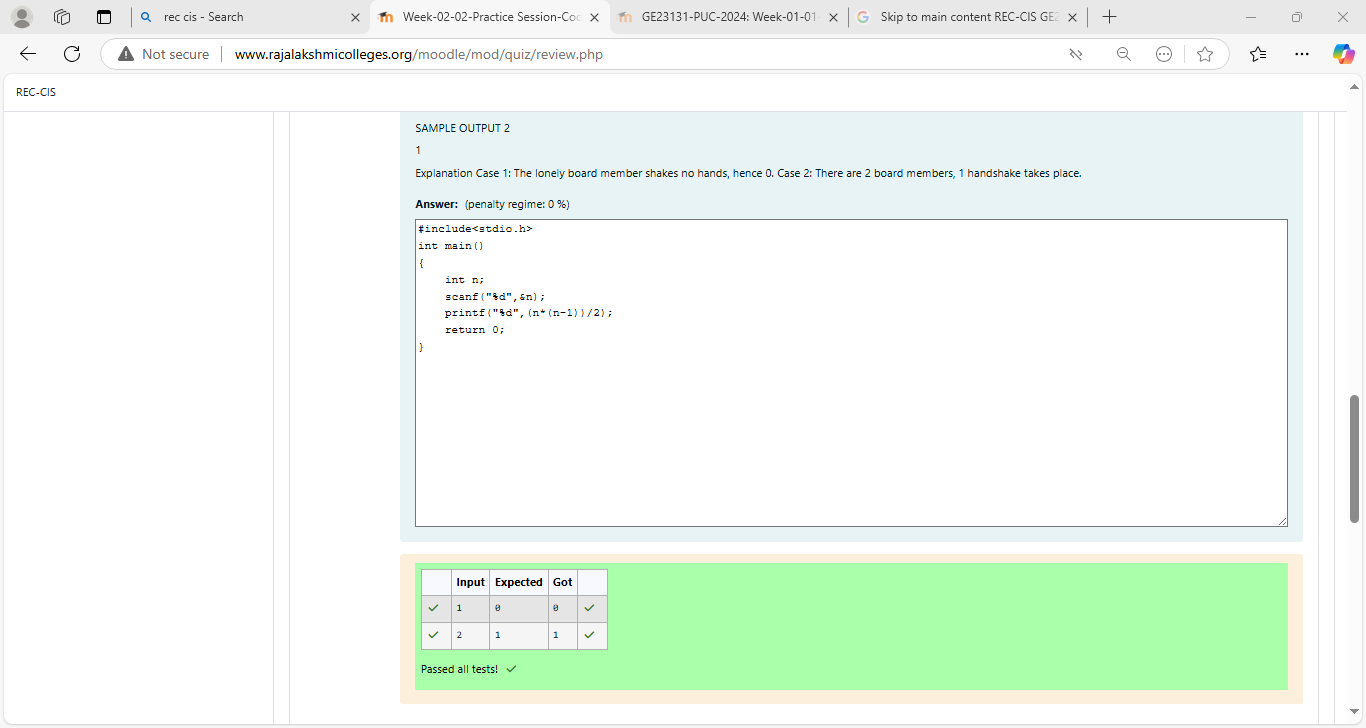 rec cis - Search
Week-02-02-Practice Session-Coc
GE23131-PUC-2024: Week-01-01-
Skip to main content REC-CIS GE2
Not secure
www.rajalakshmicolleges.org/moodle/mod/quiz/review.php
REC-CIS
SAMPLE OUTPUT 2
1
Explanation Case 1: The lonely board member shakes no hands, hence 0. Case 2: There are 2 board members, 1 handshake takes place.
Answer: (penalty regime: 0 %)
#include<stdio.h>
int main()
{
    int n;
    scanf("%d",&n);
    printf("%d",(n*(n-1))/2);
    return 0;
}
Input Expected Got
1 0 0
2 1 1
Passed all tests!